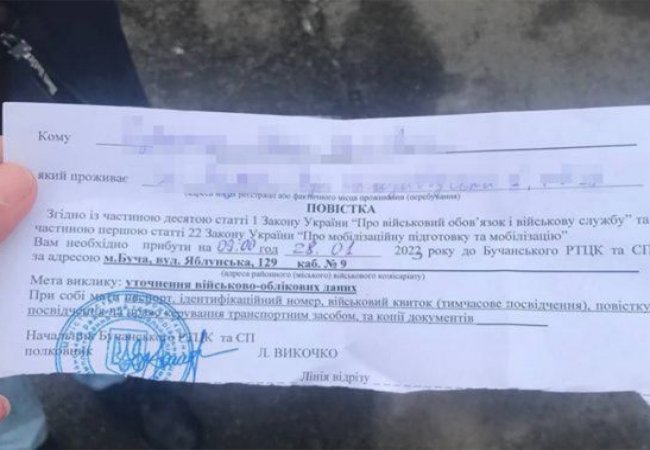 Кому
який проживає
(адреса місця реєстрації або фактичного місця проживання (перебування)
ПОВІСТКА
Згідно із частиною десятою статті 1 Закону України “Про військовий обов’язок і військову службу” та
частиною першою статті 22 Закону України “Про мобілізаційну підготовку та мобілізацію”
Вам необхідно прибути на 09.00 год 28. 01 2023 року до Бучанського РТЦК та СП
за адресою м.Буча, вул. Яблунська, 129 каб. № 9
(адреса районного (міського) військового комісаріату)
Мета виклику: уточнення військово-облікових даних
При собі мати паспорт, ідентифікаційний номер, військовий квиток (тимчасове посвідчення), повістку
посвідчення на право керування транспортним засобом, та копії документів
Начальник Бучанського РТЦК та СП
полковник Л. ВИКОЧКО
Лінія відрізу